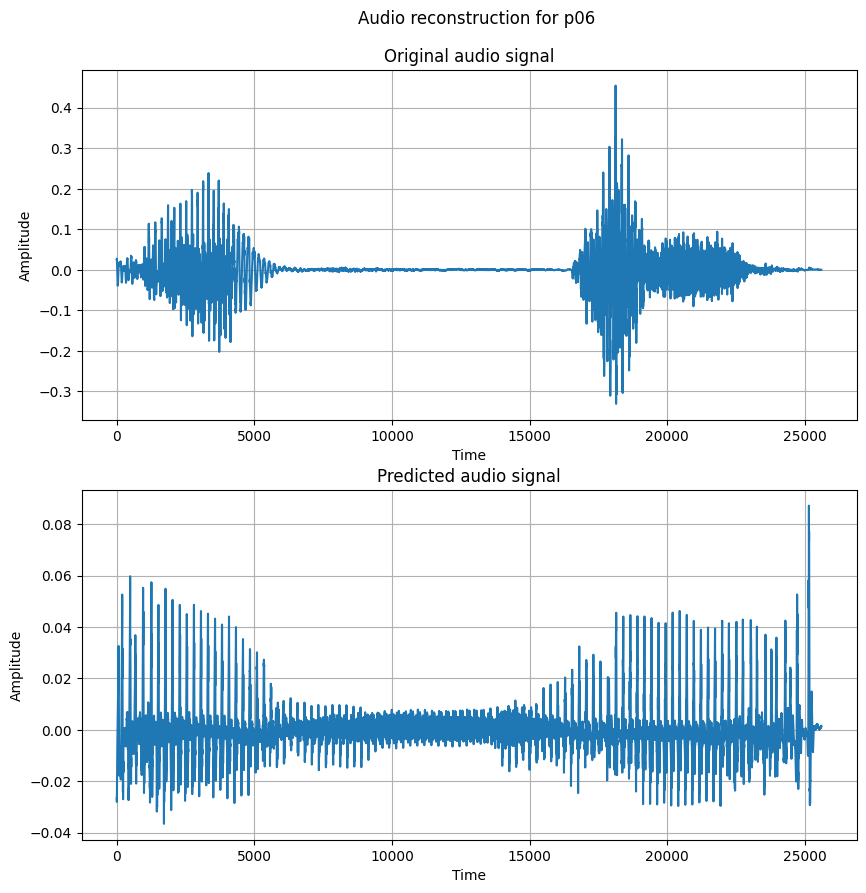 Audio reconstruction for p06
Original audio signal
Amplitude
0.4
0.3
0.2
0.1
0.0
−0.1
−0.2
−0.3
0 5000 10000 15000 20000 25000
Time
Predicted audio signal
Amplitude
0.08
0.06
0.04
0.02
0.00
−0.02
−0.04
0 5000 10000 15000 20000 25000
Time